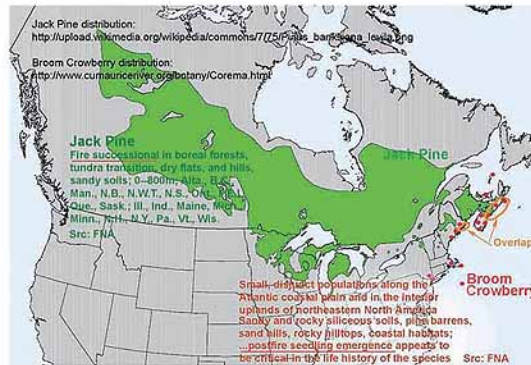 Jack Pine distribution:
http://upload.wikimedia.org/wikipedia/commons/7/75/Pinus_banksiana_levila.png
Broom Crowberry distribution:
http://www.cumauriceriver.org/botany/Corema.html
Jack Pine
Fire successional in boreal forests,
tundra transition, dry flats, and hills,
sandy soils; 0–800m; Alta., B.C.,
Man., N.B., N.W.T., N.S., Ont., P.E.I.,
Que., Sask.; Ill., Ind., Maine, Mich.,
Minn., N.H., N.Y., Pa., Vt., Wis.
Src: FNA
Jack Pine
Overlap
Broom
Crowberry
Small, disjunct populations along the
Atlantic coastal plain and in the interior
uplands of northeastern North America
Sandy and rocky siliceous soils, pine barrens,
sand hills, rocky hilltops, coastal habitats;
...postfire seedling emergence appears to
be critical in the life history of the species
Src: FNA